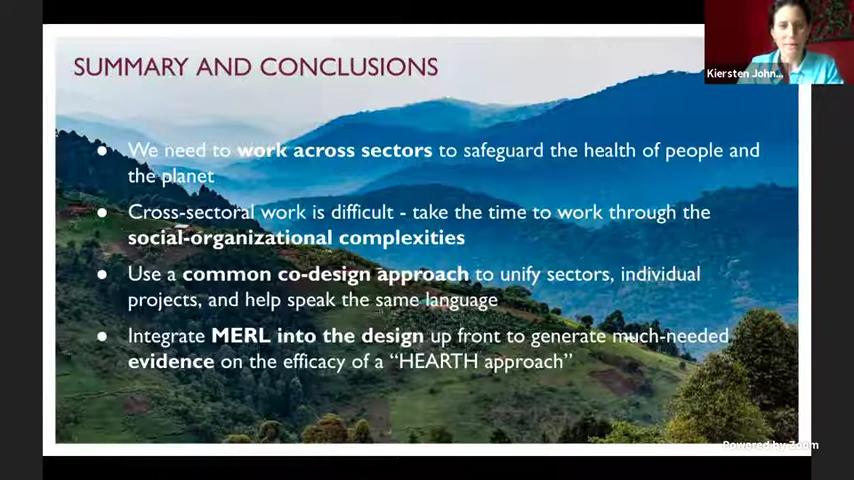 SUMMARY AND CONCLUSIONS
Kiersten John...
● We need to work across sectors to safeguard the health of people and
the planet
● Cross-sectoral work is difficult - take the time to work through the
social-organizational complexities
● Use a common co-design approach to unify sectors, individual
projects, and help speak the same language
● Integrate MERL into the design up front to generate much-needed
evidence on the efficacy of a “HEARTH approach”
Powered by Zoom